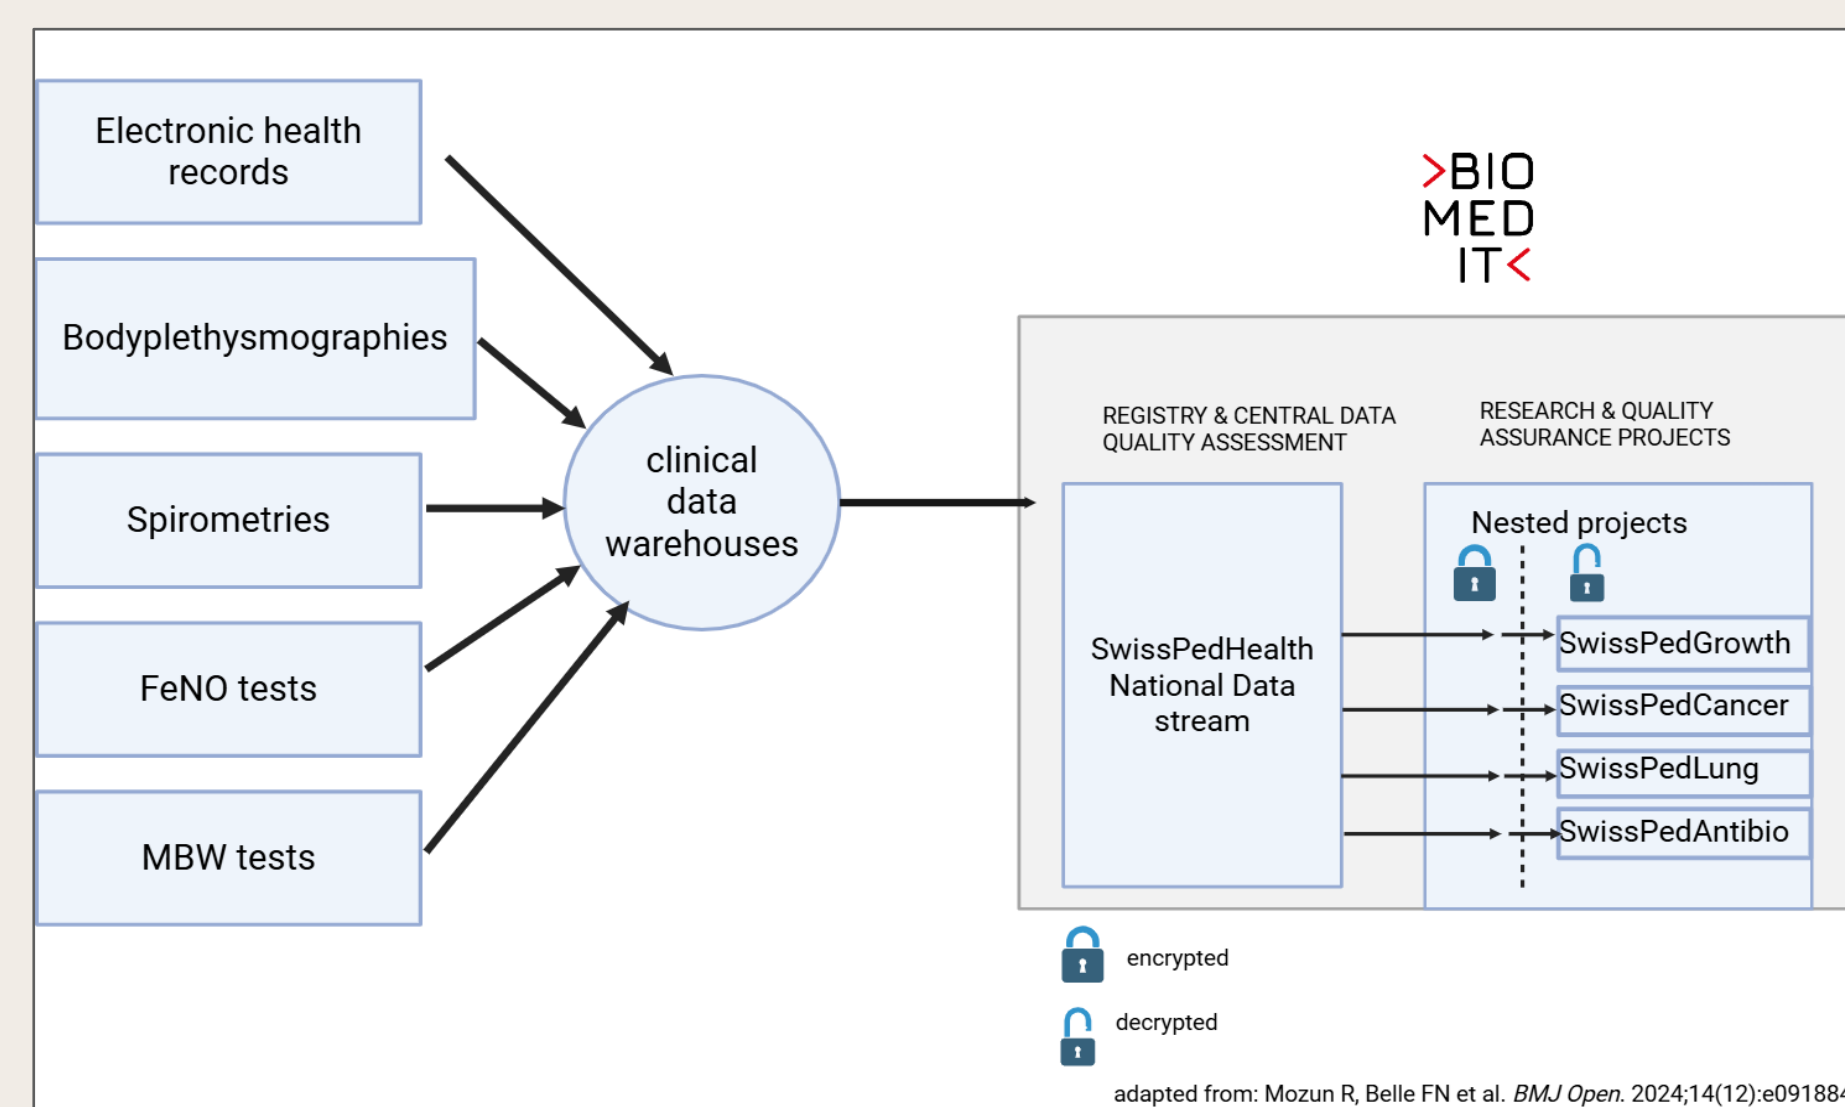 Electronic health
records
Bodyplethysmographies
Spirometries
FeNO tests
MBW tests
clinical
data
warehouses
>BIO
MED
IT<
REGISTRY & CENTRAL DATA
QUALITY ASSESSMENT
RESEARCH & QUALITY
ASSURANCE PROJECTS
SwissPedHealth
National Data
stream
Nested projects
SwissPedGrowth
SwissPedCancer
SwissPedLung
SwissPedAntibio
encrypted
decrypted
adapted from: Mozun R, Belle FN et al. BMJ Open. 2024;14(12):e091884